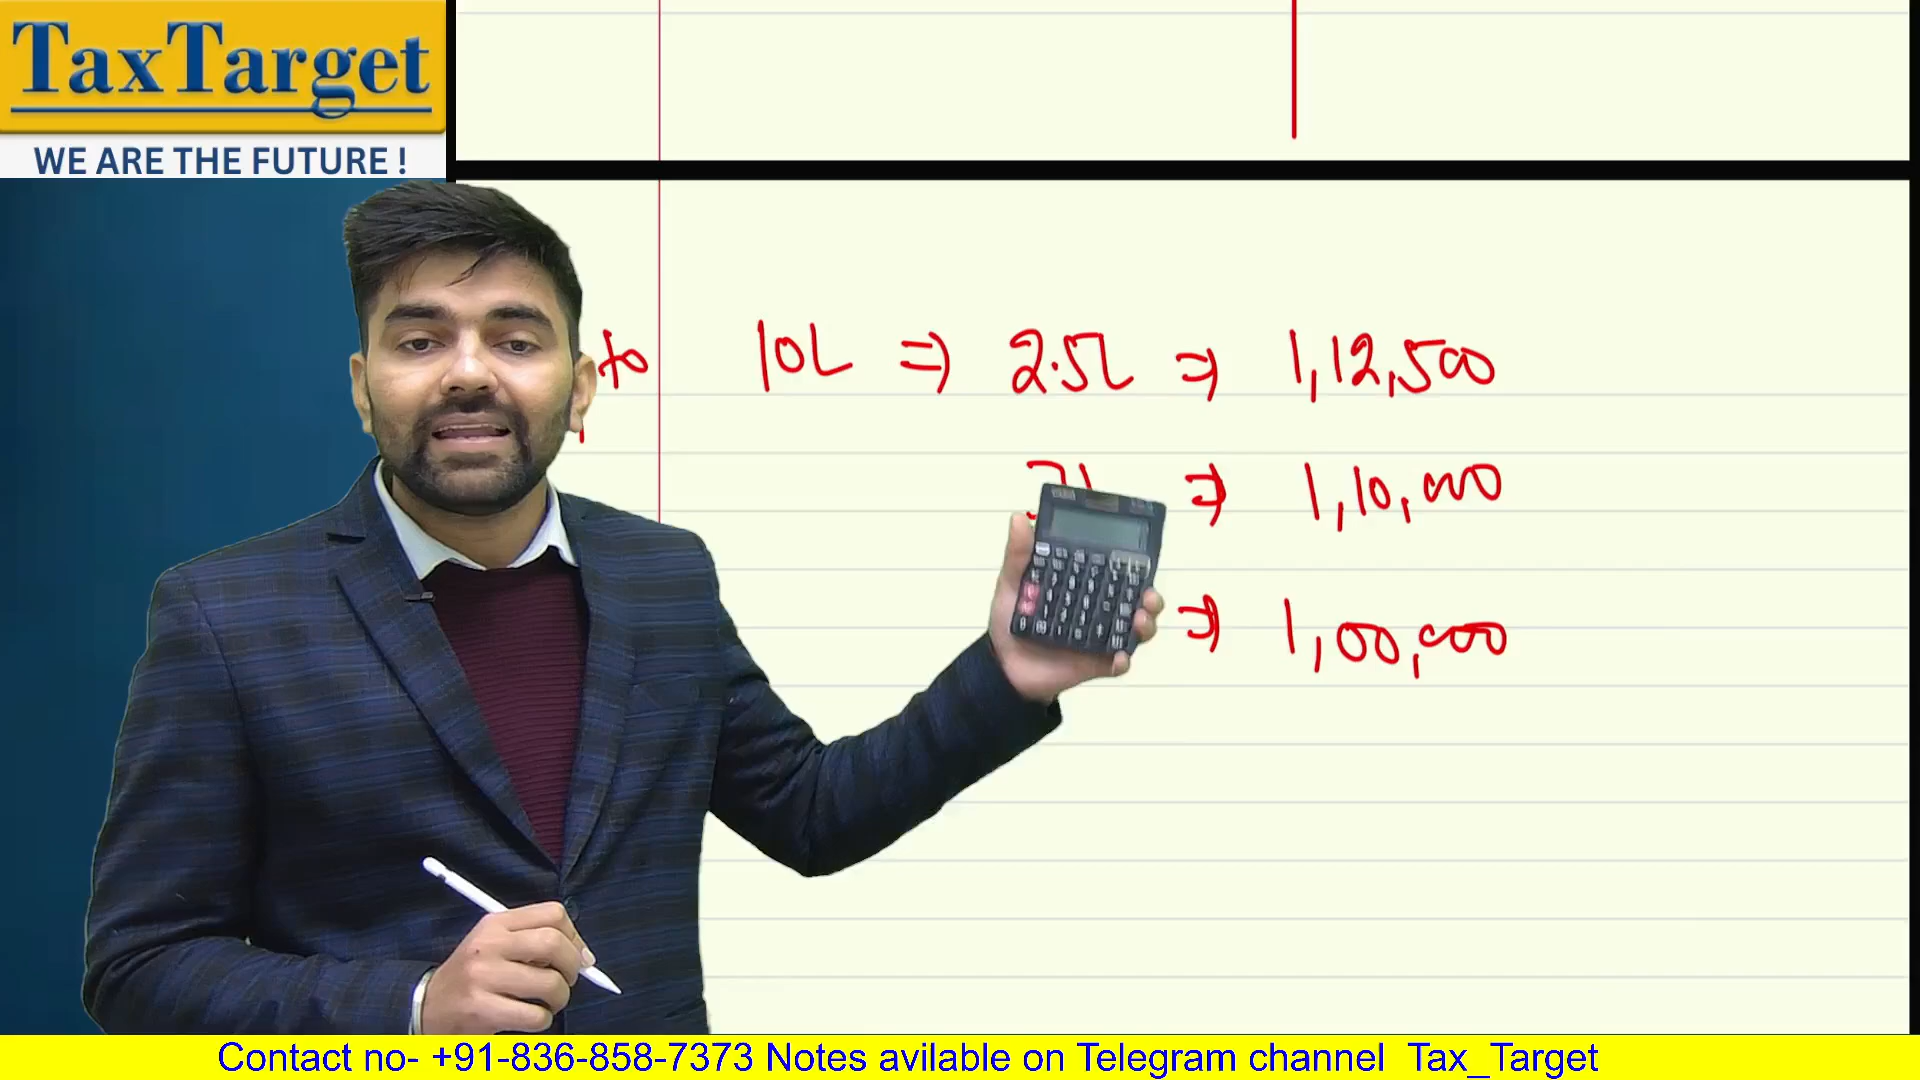 TaxTarget
WE ARE THE FUTURE !
to 10L ⇒ 2.5L ⇒ 1,12,500
⇒ 1,10,000
⇒ 1,00,000
Contact no- +91-836-858-7373 Notes avilable on Telegram channel Tax_Target